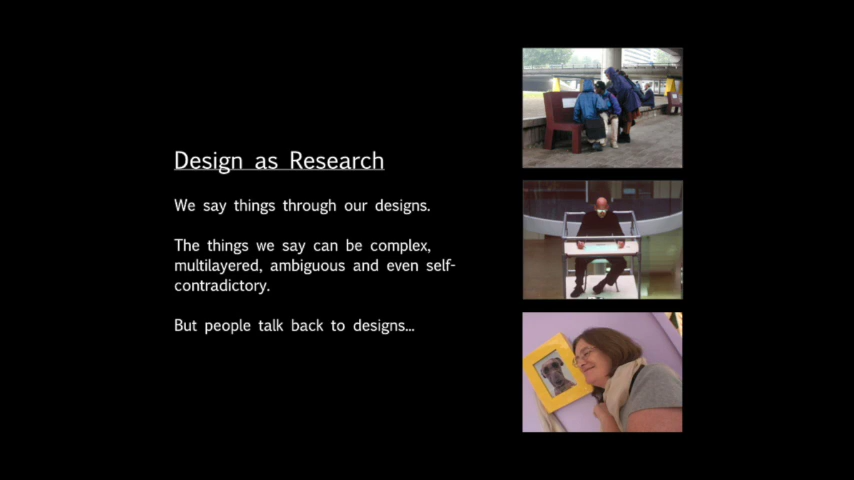 Design as Research
We say things through our designs.
The things we say can be complex,
multilayered, ambiguous and even self-
contradictory.
But people talk back to designs...